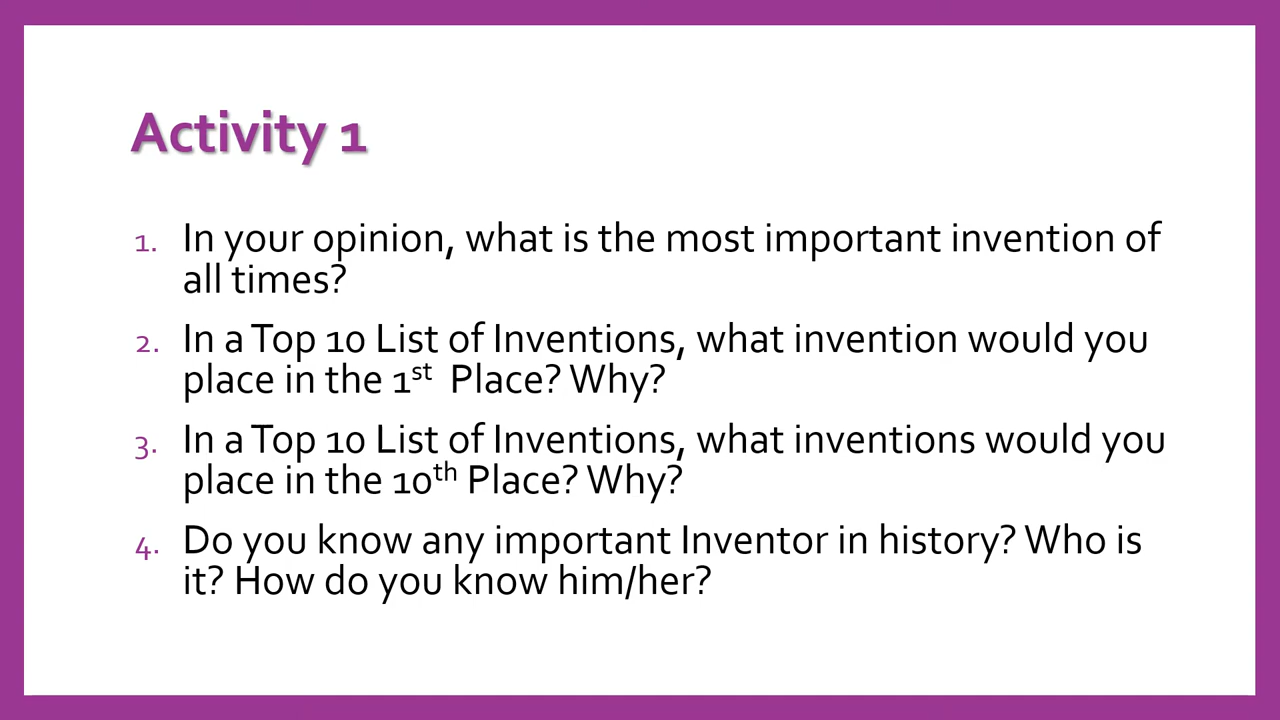 Activity 1
1. In your opinion, what is the most important invention of
all times?
2. In a Top 10 List of Inventions, what invention would you
place in the 1st Place? Why?
3. In a Top 10 List of Inventions, what inventions would you
place in the 10th Place? Why?
4. Do you know any important Inventor in history? Who is
it? How do you know him/her?